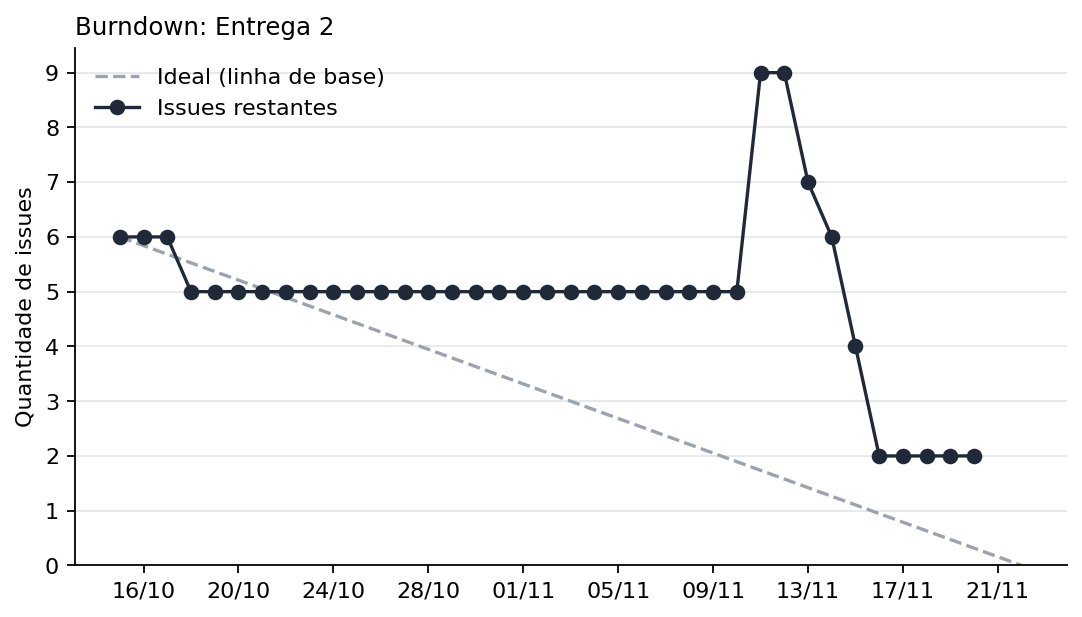 Burndown: Entrega 2
Ideal (linha de base)
Issues restantes
Quantidade de issues
9
8
7
6
5
4
3
2
1
0
16/10 20/10 24/10 28/10 01/11 05/11 09/11 13/11 17/11 21/11